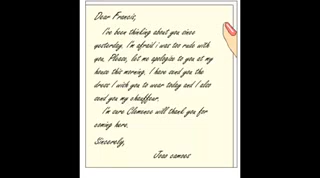 Dear Francis,
I've been thinking about you since
yesterday. I'm afraid i was too rude with
you. Please, let me apologize to you at my
house this morning. I have send you the
dress I wish you to wear today and I also
send you my chauffeur.
I'm sure Clemence will thank you for
coming here.
Sincerely,
Joao camoes